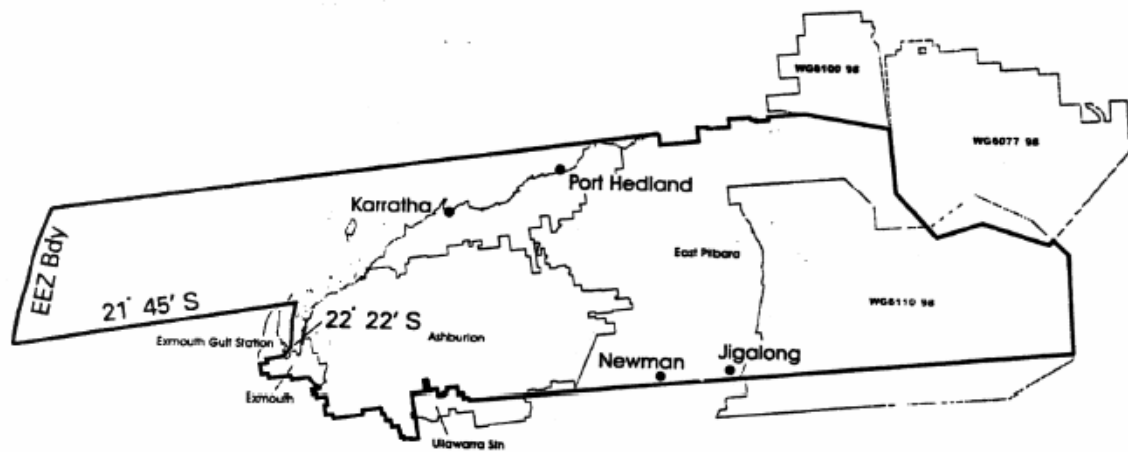 WG6100 98
WG6077 98
Port Hedland
Karratha
East Pilbara
EEZ Bdy
WG6110 98
21° 45' S
22° 22' S
Ashburton
Exmouth Gulf Station
Newman
Jigalong
Exmouth
Ullawarra Stn